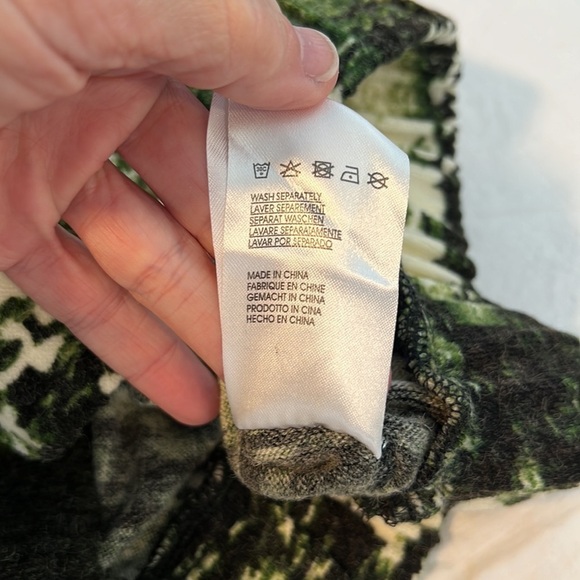 30
WASH SEPARATELY
LAVER SEPAREMENT
SEPARAT WASCHEN
LAVARE SEPARATAMENTE
LAVAR POR SEPARADO
MADE IN CHINA
FABRIQUE EN CHINE
GEMACHT IN CHINA
PRODOTTO IN CINA
HECHO EN CHINA